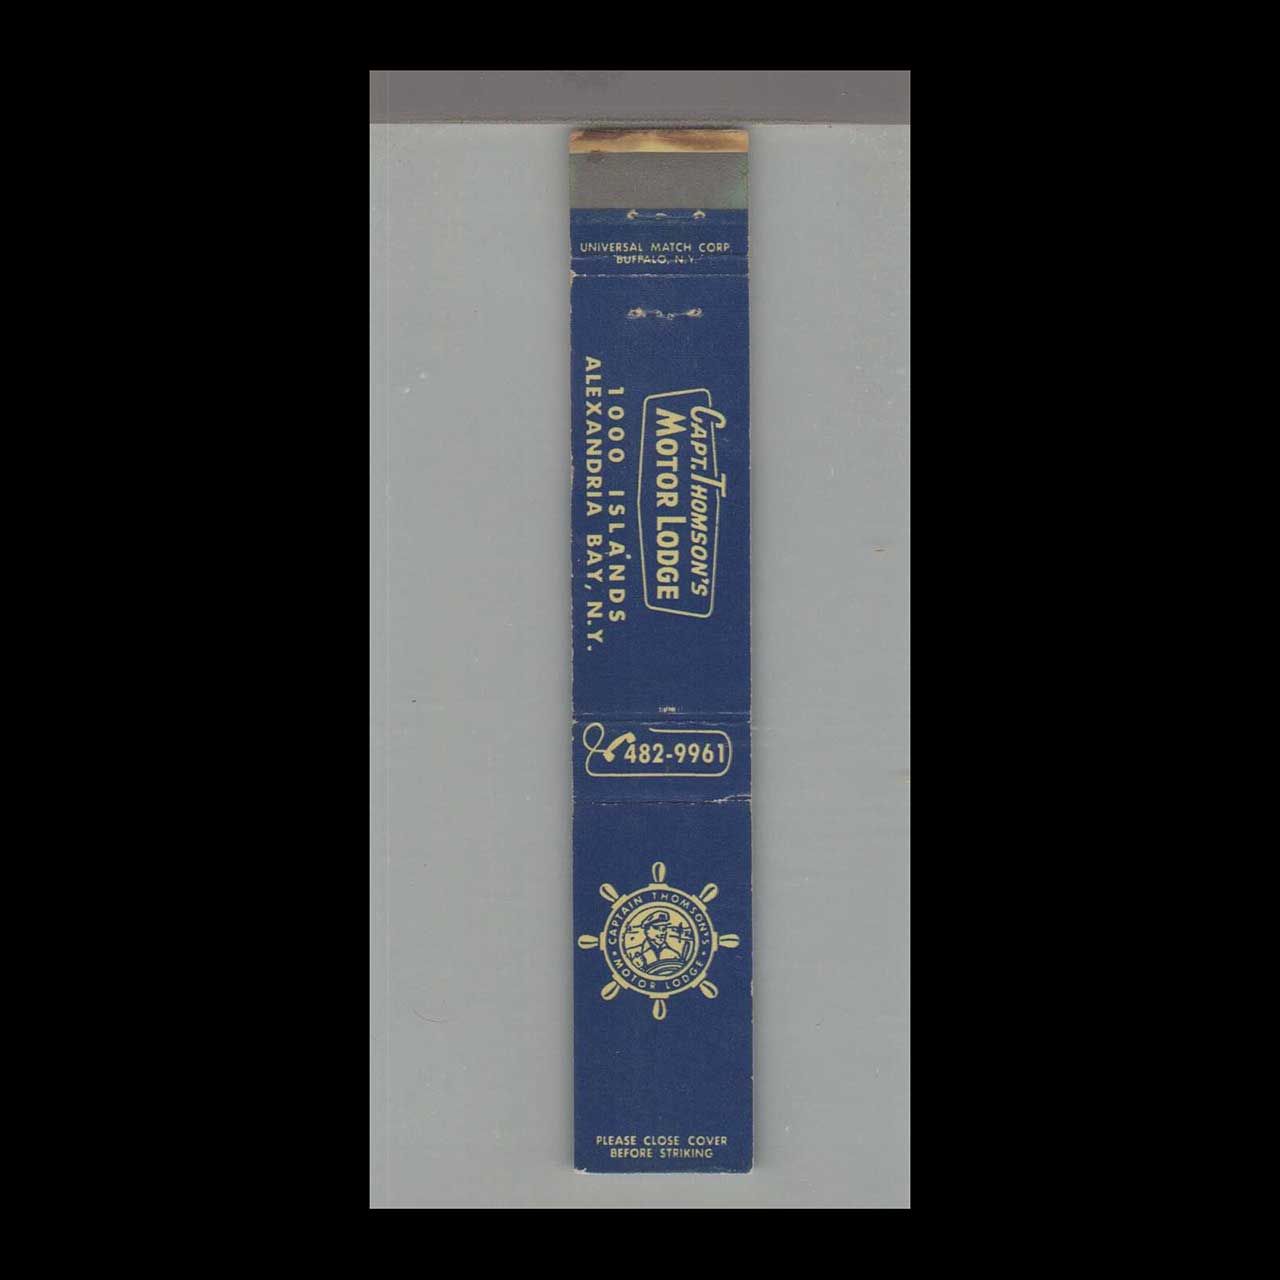 UNIVERSAL MATCH CORP.
BUFFALO, N.Y.
CAPT. THOMSON'S
MOTOR LODGE
1000 ISLANDS
ALEXANDRIA BAY, N.Y.
482-9961
CAPTAIN THOMSON'S
• MOTOR LODGE •
PLEASE CLOSE COVER
BEFORE STRIKING